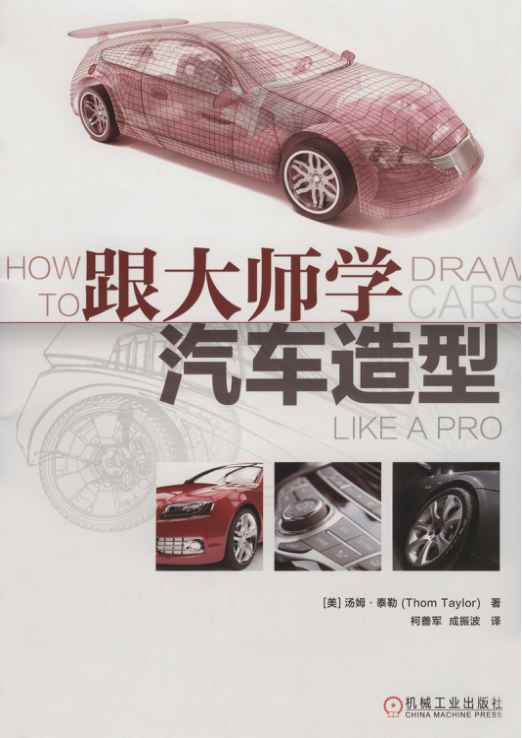 HOW 跟大师学 DRAW
TO CARS
汽车造型
LIKE A PRO
[美] 汤姆·泰勒 (Thom Taylor) 著
柯善军 成振波 译
机械工业出版社
CHINA MACHINE PRESS